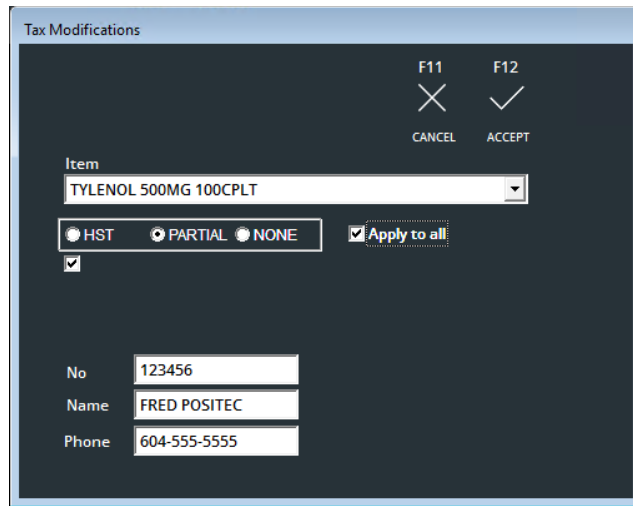 Tax Modifications
F11 F12
CANCEL ACCEPT
Item
TYLENOL 500MG 100CPLT
HST PARTIAL NONE Apply to all
No 123456
Name FRED POSITEC
Phone 604-555-5555